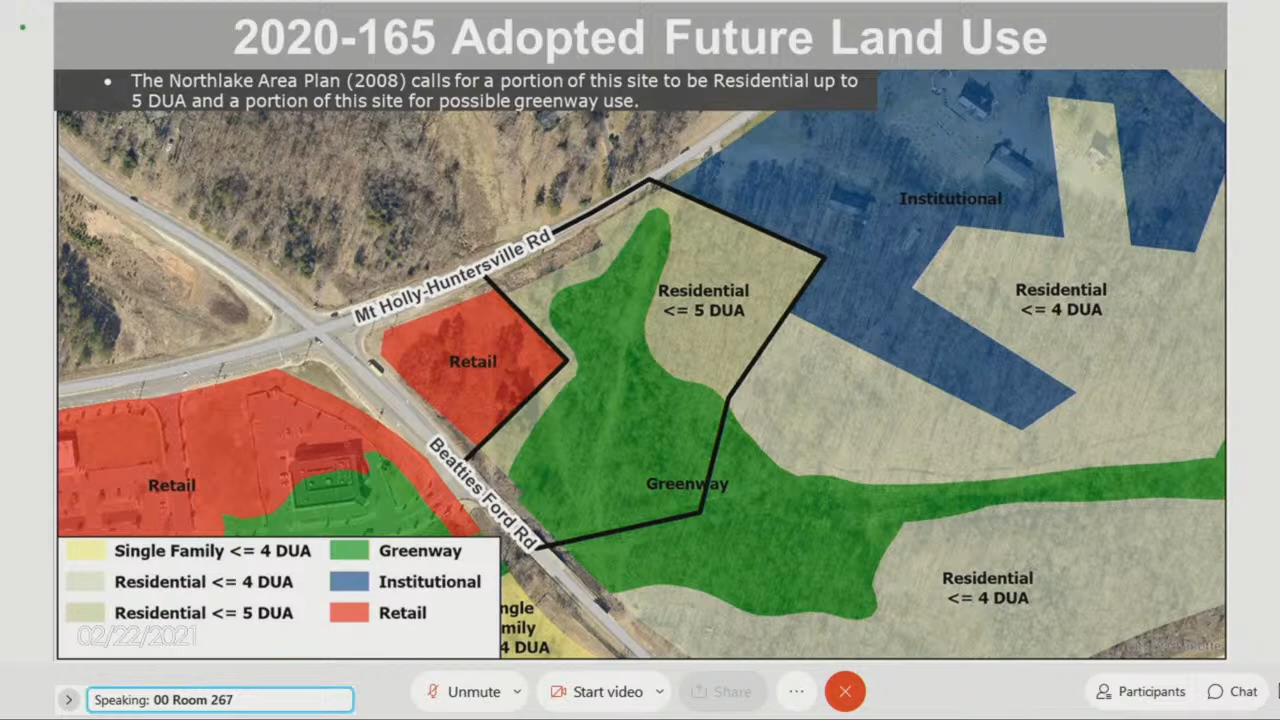 2020-165 Adopted Future Land Use
• The Northlake Area Plan (2008) calls for a portion of this site to be Residential up to
5 DUA and a portion of this site for possible greenway use.
Institutional
Mt Holly-Huntersville Rd
Residential
<= 5 DUA
Residential
<= 4 DUA
Retail
Beatties Ford Rd
Retail
Greenway
Residential
<= 4 DUA
Single Family <= 4 DUA
Greenway
Residential <= 4 DUA
Institutional
Residential <= 5 DUA
Retail
02/22/2021
ngle
mily
4 DUA
Speaking: 00 Room 267
Unmute
Start video
Share
Participants
Chat